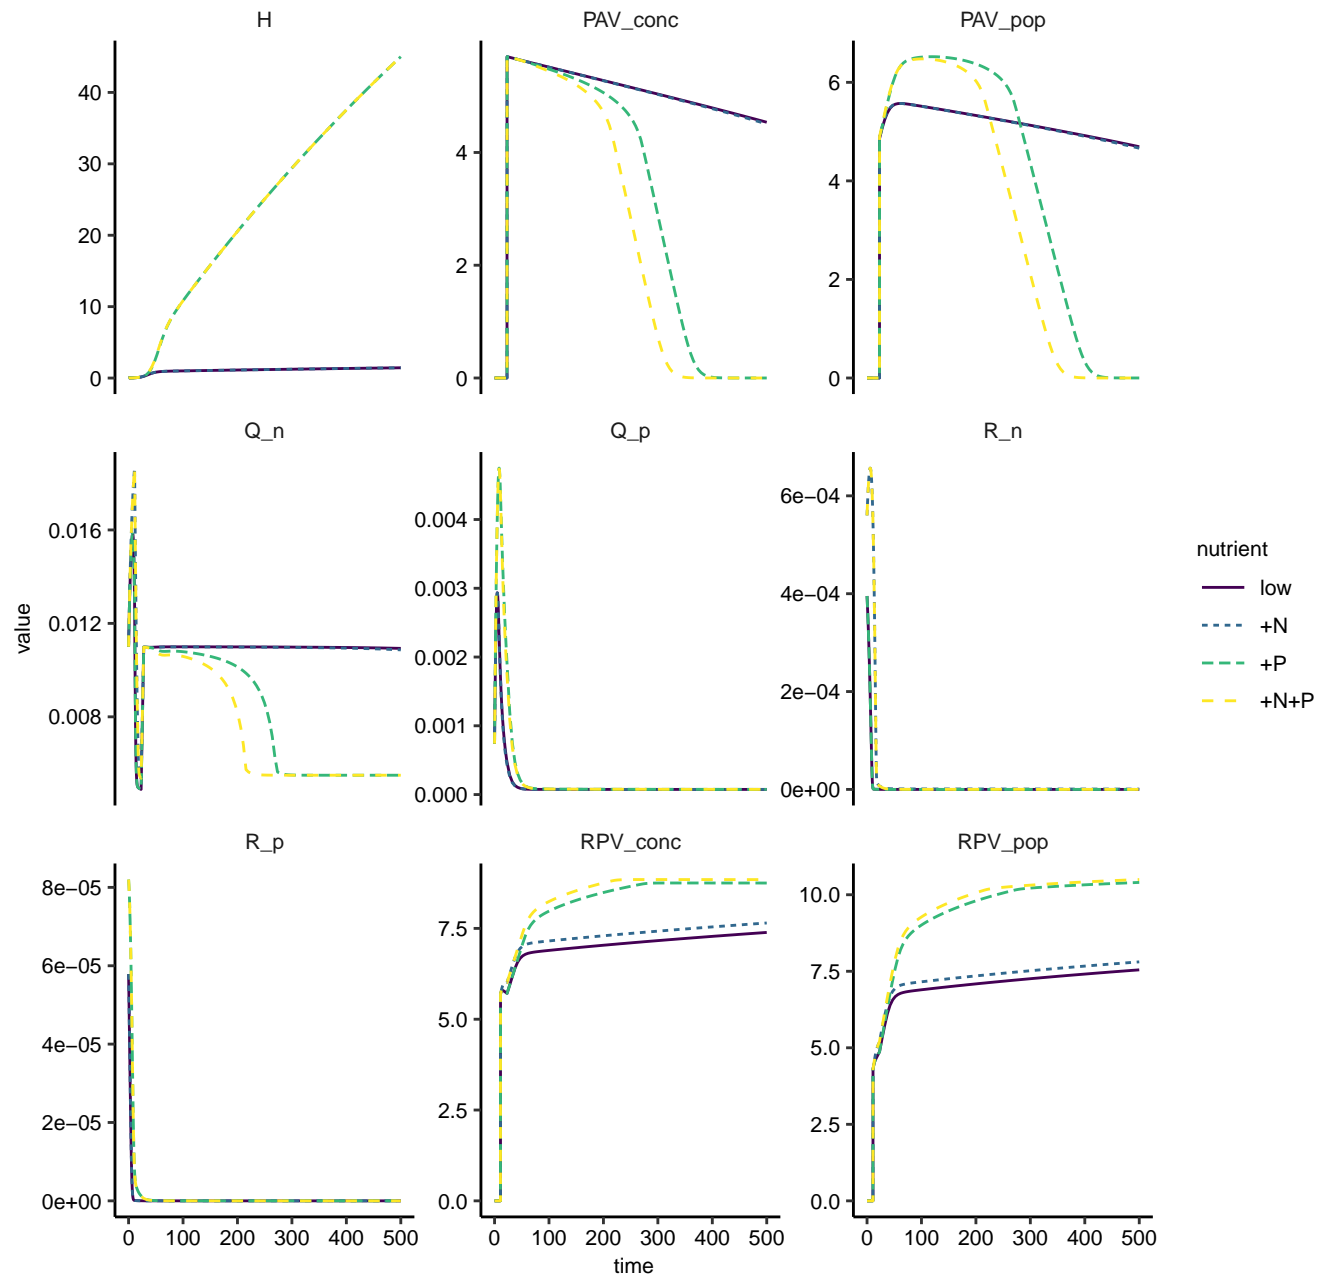 H
PAV_conc
PAV_pop
40
30
20
10
0
4
2
0
6
4
2
0
Q_n
Q_p
R_n
0.016
0.012
0.008
0.004
0.003
0.002
0.001
0.000
6e−04
4e−04
2e−04
0e+00
R_p
RPV_conc
RPV_pop
8e−05
6e−05
4e−05
2e−05
0e+00
7.5
5.0
2.5
0.0
10.0
7.5
5.0
2.5
0.0
0 100 200 300 400 500
0 100 200 300 400 500
0 100 200 300 400 500
time
value
nutrient
low
+N
+P
+N+P